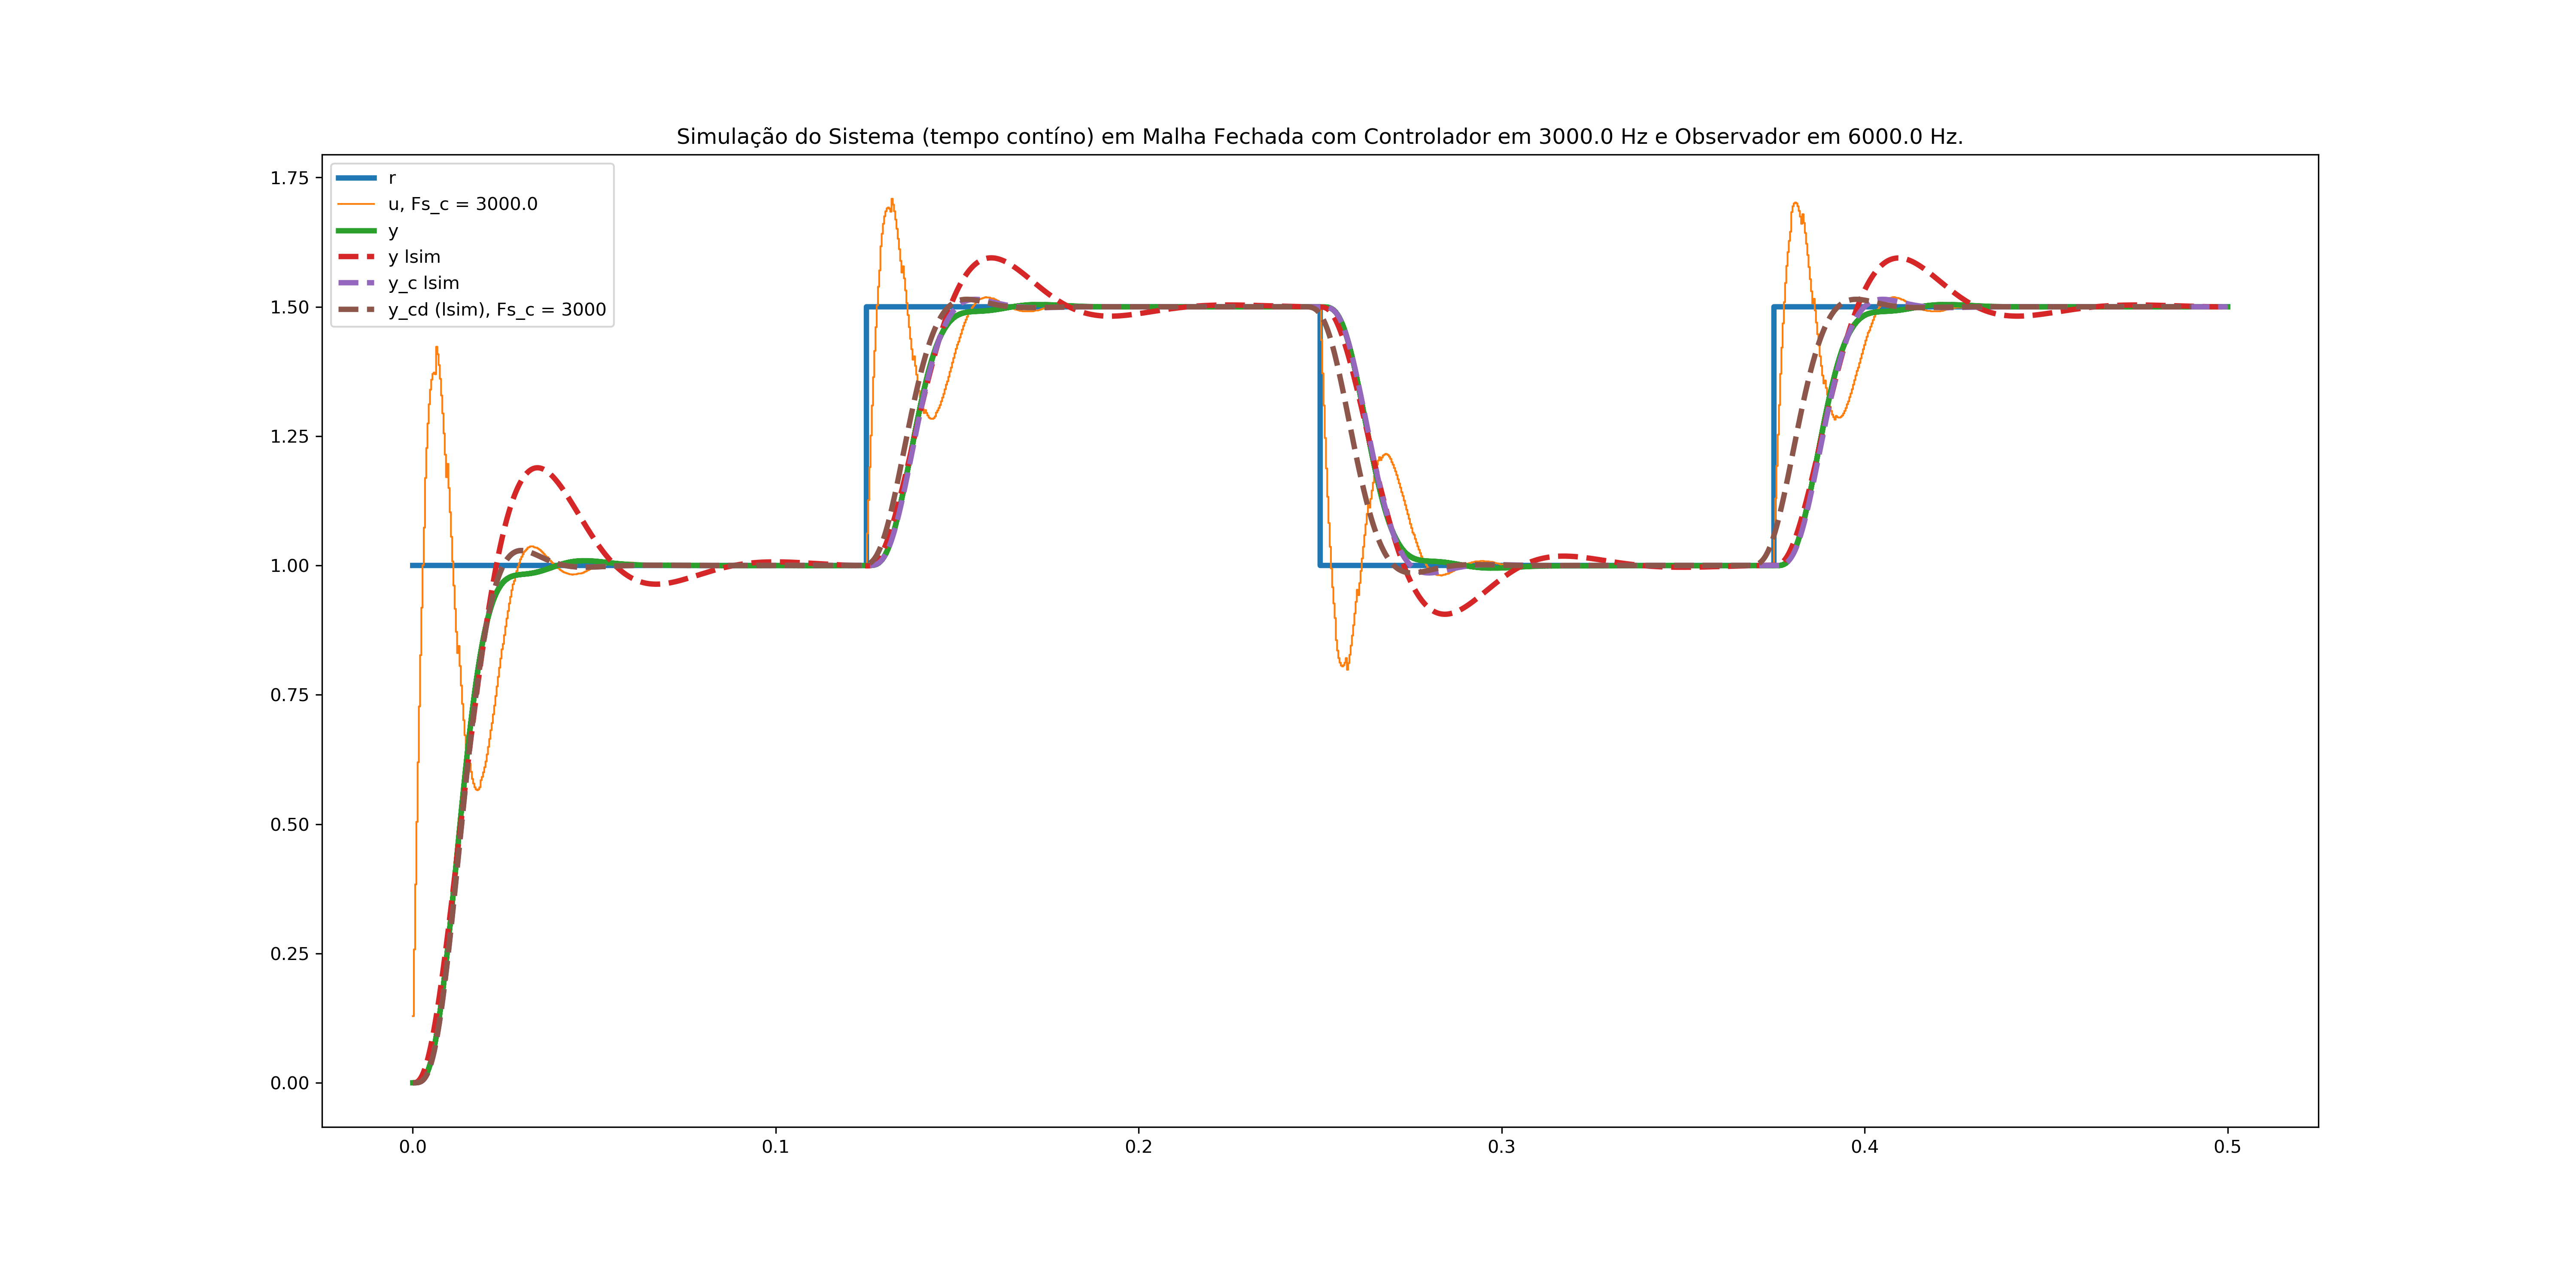 Simulação do Sistema (tempo contíno) em Malha Fechada com Controlador em 3000.0 Hz e Observador em 6000.0 Hz.
r
u, Fs_c = 3000.0
y
y lsim
y_c lsim
y_cd (lsim), Fs_c = 3000
1.75
1.50
1.25
1.00
0.75
0.50
0.25
0.00
0.0 0.1 0.2 0.3 0.4 0.5